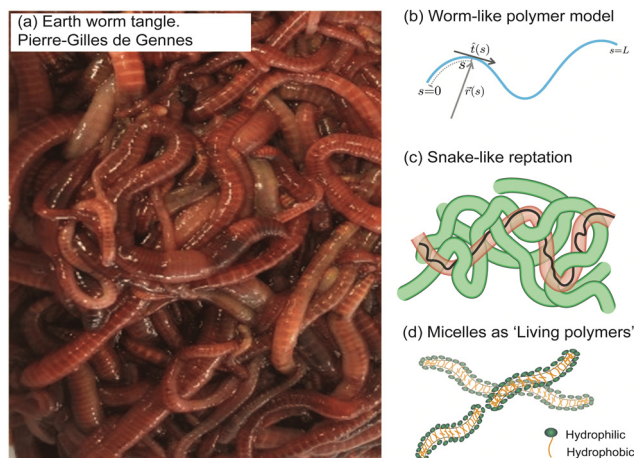 (a) Earth worm tangle.
Pierre-Gilles de Gennes
(b) Worm-like polymer model
t̂(s)
s
s=0
r⃗(s)
s=L
(c) Snake-like reptation
(d) Micelles as ‘Living polymers’
Hydrophilic
Hydrophobic